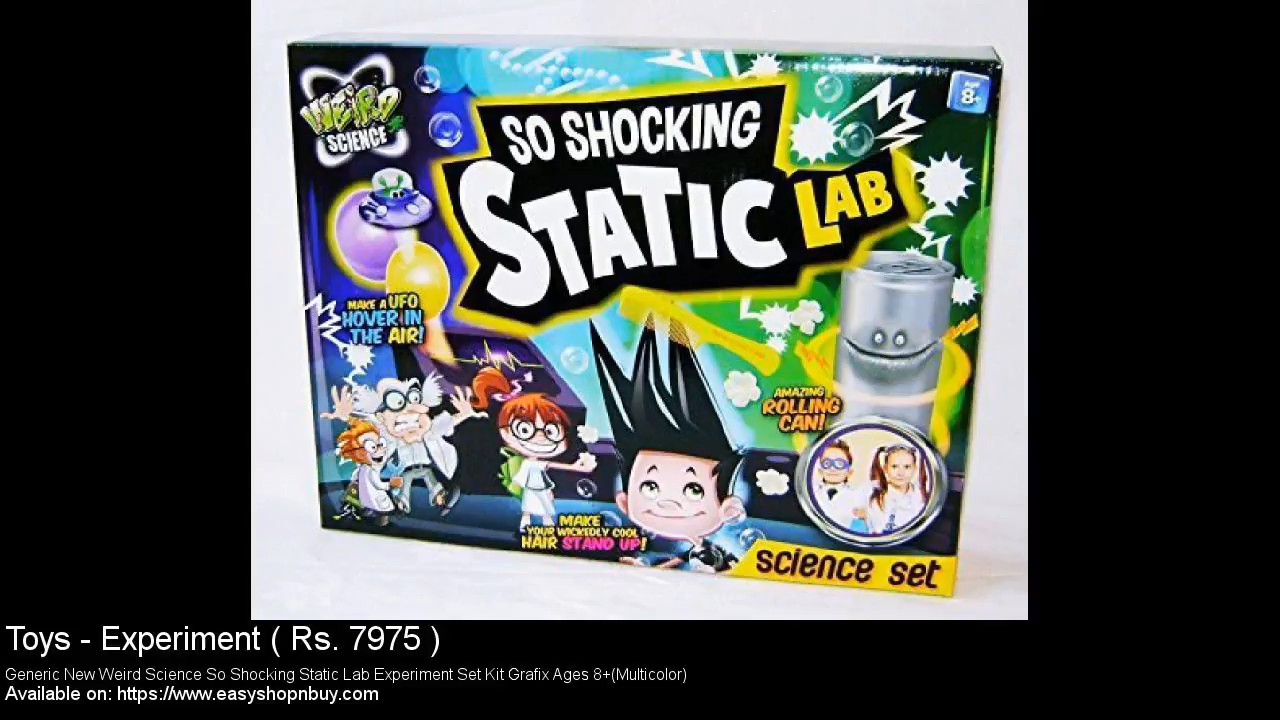 WEIRD
SCIENCE
AGE
8+
SO SHOCKING
STATIC LAB
MAKE A UFO
HOVER IN
THE AIR!
AMAZING
ROLLING
CAN!
MAKE
YOUR WICKEDLY COOL
HAIR STAND UP!
science set
Toys - Experiment ( Rs. 7975 )
Generic New Weird Science So Shocking Static Lab Experiment Set Kit Grafix Ages 8+(Multicolor)
Available on: https://www.easyshopnbuy.com